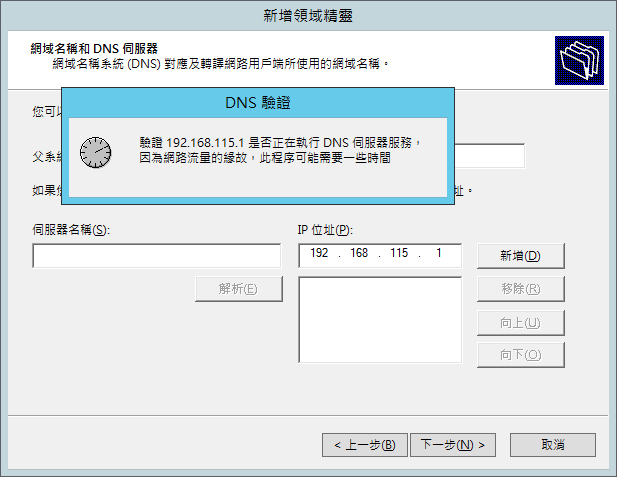 新增領域精靈
網域名稱和 DNS 伺服器
網域名稱系統 (DNS) 對應及轉譯網路用戶端所使用的網域名稱。
您可以
DNS 驗證
驗證 192.168.115.1 是否正在執行 DNS 伺服器服務，
因為網路流量的緣故，此程序可能需要一些時間
父系統
如果您
址。
伺服器名稱(S):
IP 位址(P):
192 . 168 . 115 . 1
新增(D)
解析(E)
移除(R)
向上(U)
向下(O)
< 上一步(B)
下一步(N) >
取消